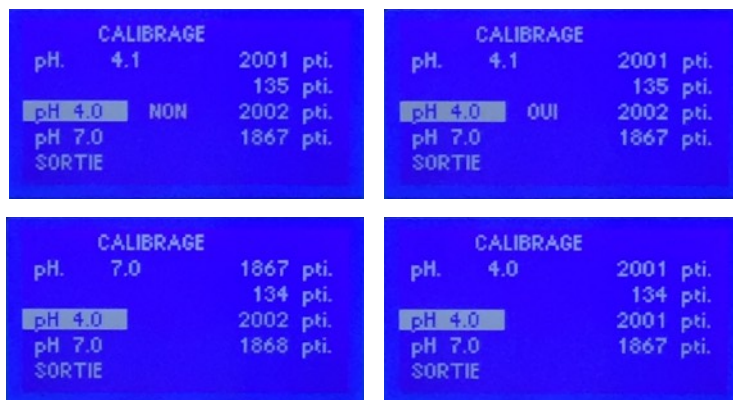 CALIBRAGE
pH. 4.1 2001 pti.
135 pti.
pH 4.0 NON 2002 pti.
pH 7.0 1867 pti.
SORTIE
CALIBRAGE
pH. 4.1 2001 pti.
135 pti.
pH 4.0 OUI 2002 pti.
pH 7.0 1867 pti.
SORTIE
CALIBRAGE
pH. 7.0 1867 pti.
134 pti.
pH 4.0 2002 pti.
pH 7.0 1868 pti.
SORTIE
CALIBRAGE
pH. 4.0 2001 pti.
134 pti.
pH 4.0 2001 pti.
pH 7.0 1867 pti.
SORTIE